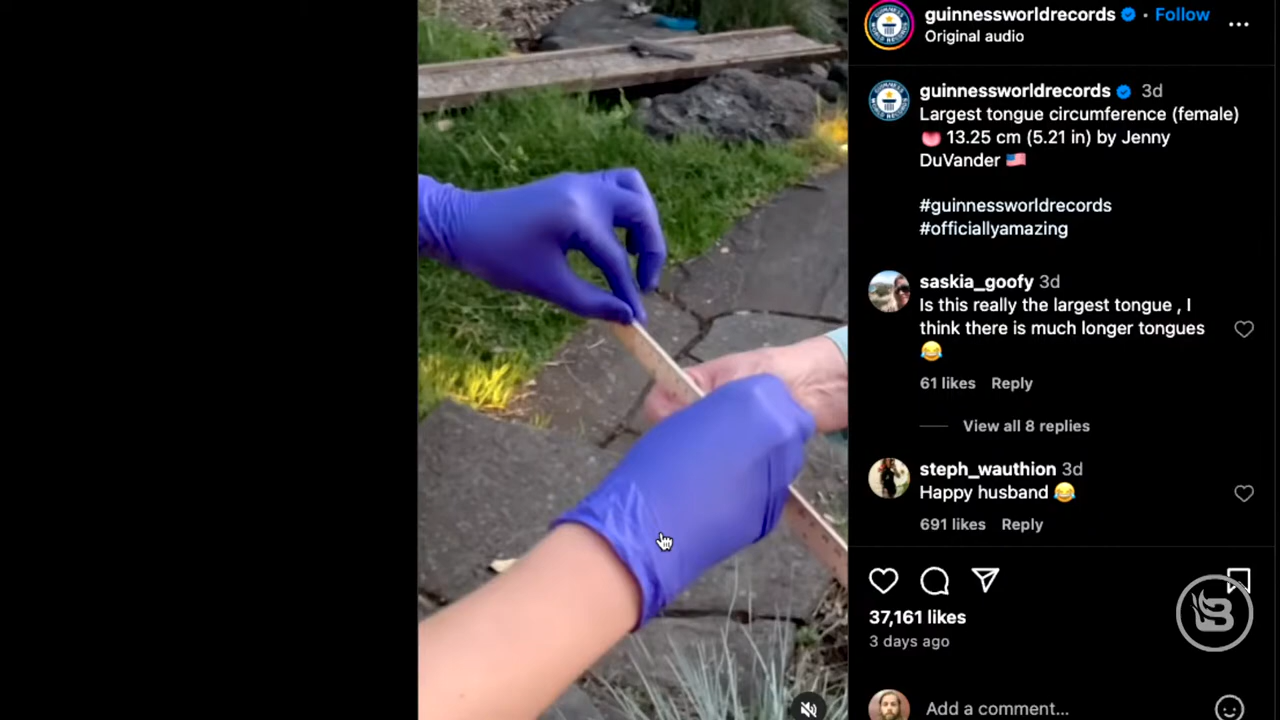 guinnessworldrecords • Follow
Original audio
guinnessworldrecords 3d
Largest tongue circumference (female)
👅 13.25 cm (5.21 in) by Jenny
DuVander 🇺🇸
#guinnessworldrecords
#officiallyamazing
saskia_goofy 3d
Is this really the largest tongue , I
think there is much longer tongues
😂
61 likes Reply
View all 8 replies
steph_wauthion 3d
Happy husband 😂
691 likes Reply
37,161 likes
3 days ago
B
Add a comment...